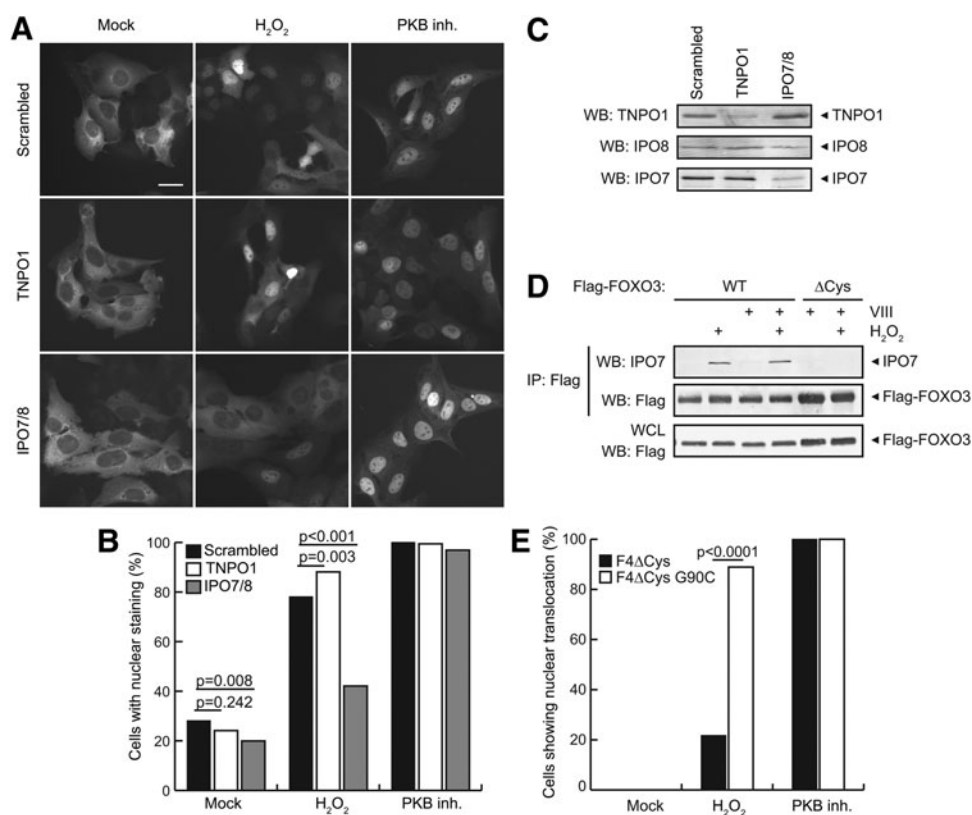 A
Mock
H₂O₂
PKB inh.
Scrambled
TNPO1
IPO7/8
B
Cells with nuclear staining (%)
100
80
60
40
20
0
Scrambled
TNPO1
IPO7/8
p=0.008
p=0.242
p<0.001
p=0.003
Mock
H₂O₂
PKB inh.
C
Scrambled
TNPO1
IPO7/8
WB: TNPO1 ◄ TNPO1
WB: IPO8 ◄ IPO8
WB: IPO7 ◄ IPO7
D
Flag-FOXO3: WT ΔCys
+ + + + VIII
+ + + H₂O₂
IP: Flag
WB: IPO7 ◄ IPO7
WB: Flag ◄ Flag-FOXO3
WCL
WB: Flag ◄ Flag-FOXO3
E
Cells showing nuclear translocation (%)
100
80
60
40
20
0
F4ΔCys
F4ΔCys G90C
p<0.0001
Mock
H₂O₂
PKB inh.